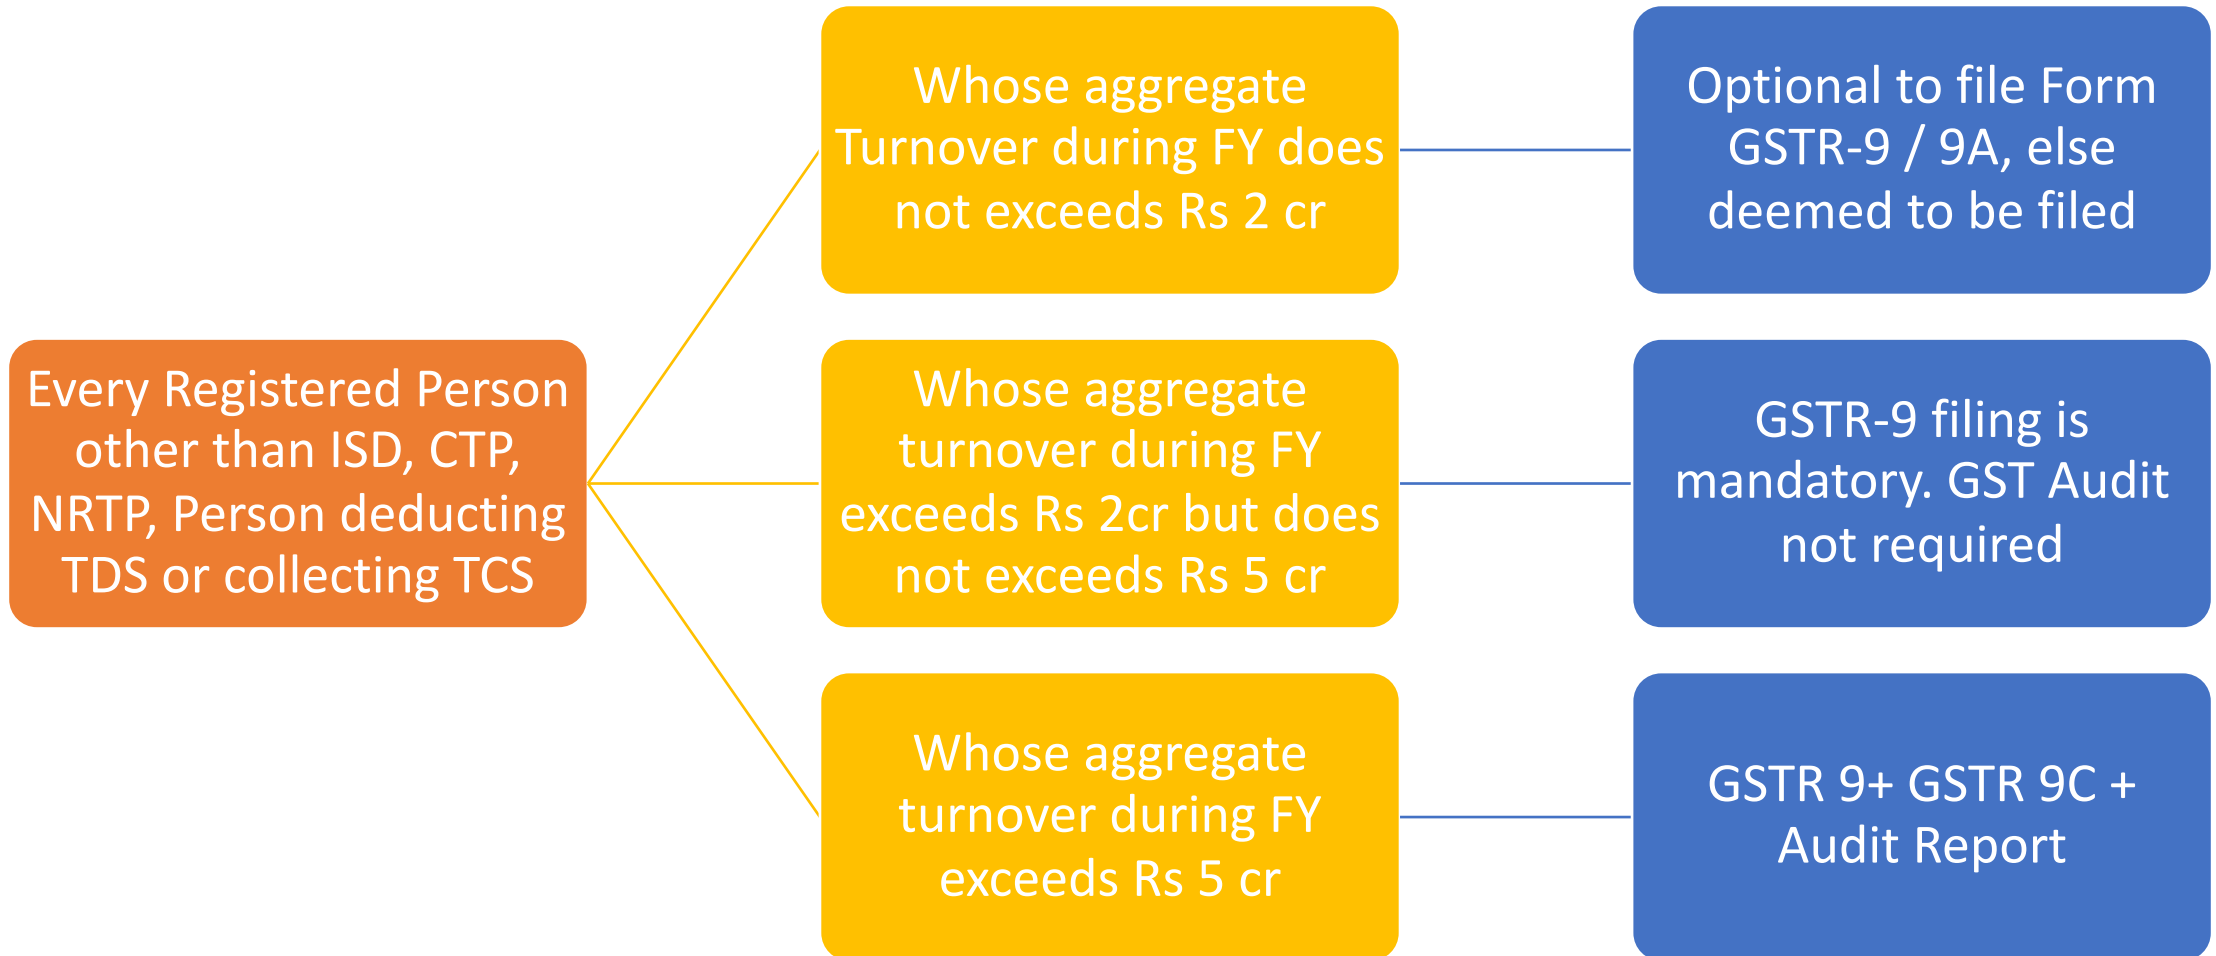 Every Registered Person
other than ISD, CTP,
NRTP, Person deducting
TDS or collecting TCS
Whose aggregate
Turnover during FY does
not exceeds Rs 2 cr
Optional to file Form
GSTR-9 / 9A, else
deemed to be filed
Whose aggregate
turnover during FY
exceeds Rs 2cr but does
not exceeds Rs 5 cr
GSTR-9 filing is
mandatory. GST Audit
not required
Whose aggregate
turnover during FY
exceeds Rs 5 cr
GSTR 9+ GSTR 9C +
Audit Report